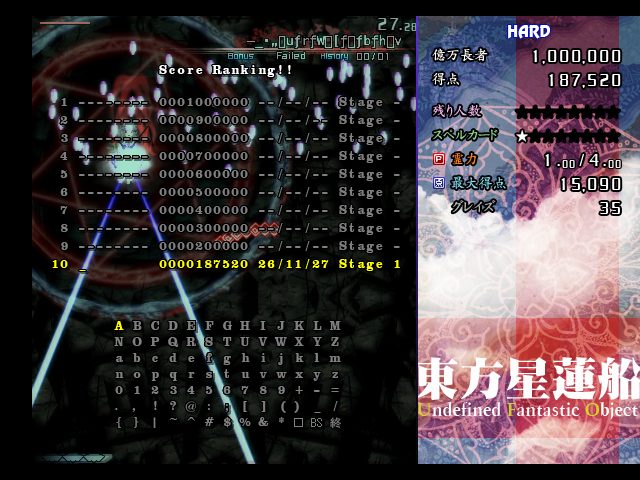 27.28
Bonus Failed History 00/01
Score Ranking!!
1 -------- 0001000000 --/--/-- Stage -
2 -------- 0000900000 --/--/-- Stage -
3 -------- 0000800000 --/--/-- Stage -
4 -------- 0000700000 --/--/-- Stage -
5 -------- 0000600000 --/--/-- Stage -
6 -------- 0000500000 --/--/-- Stage -
7 -------- 0000400000 --/--/-- Stage -
8 -------- 0000300000 --/--/-- Stage -
9 -------- 0000200000 --/--/-- Stage -
10 _ 0000187520 26/11/27 Stage 1
A B C D E F G H I J K L M
N O P Q R S T U V W X Y Z
a b c d e f g h i j k l m
n o p q r s t u v w x y z
0 1 2 3 4 5 6 7 8 9 + - =
. , ! ? @ : ; [ ] ( ) _ /
{ } | ~ ^ # $ % & * □ BS 終
HARD
億万長者 1,000,000
得点 187,520
残り人数
スペルカード
P 霊力 1.00/4.00
点 最大得点 15,090
グレイズ 35
東方星蓮船
Undefined Fantastic Object